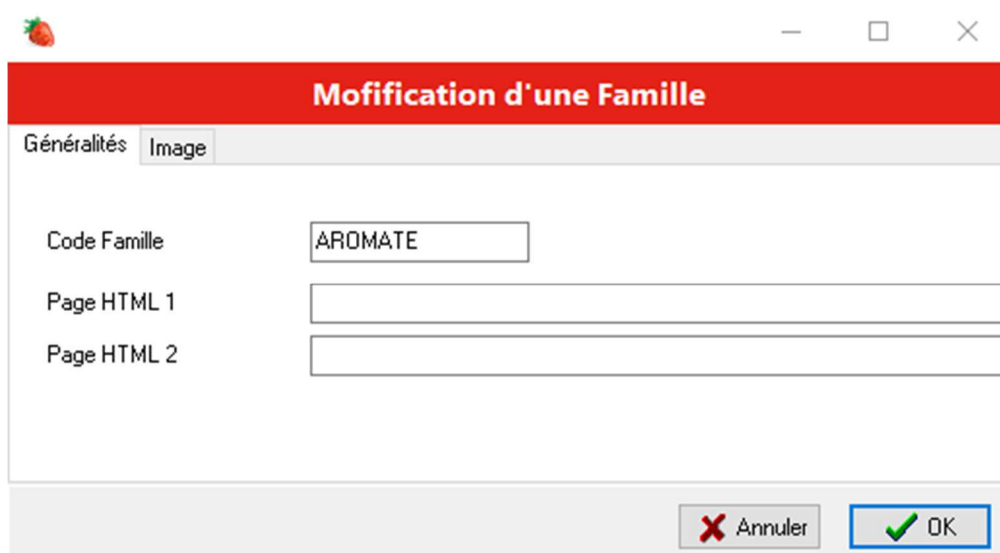 Mofification d'une Famille
Généralités Image
Code Famille AROMATE
Page HTML 1
Page HTML 2
Annuler OK